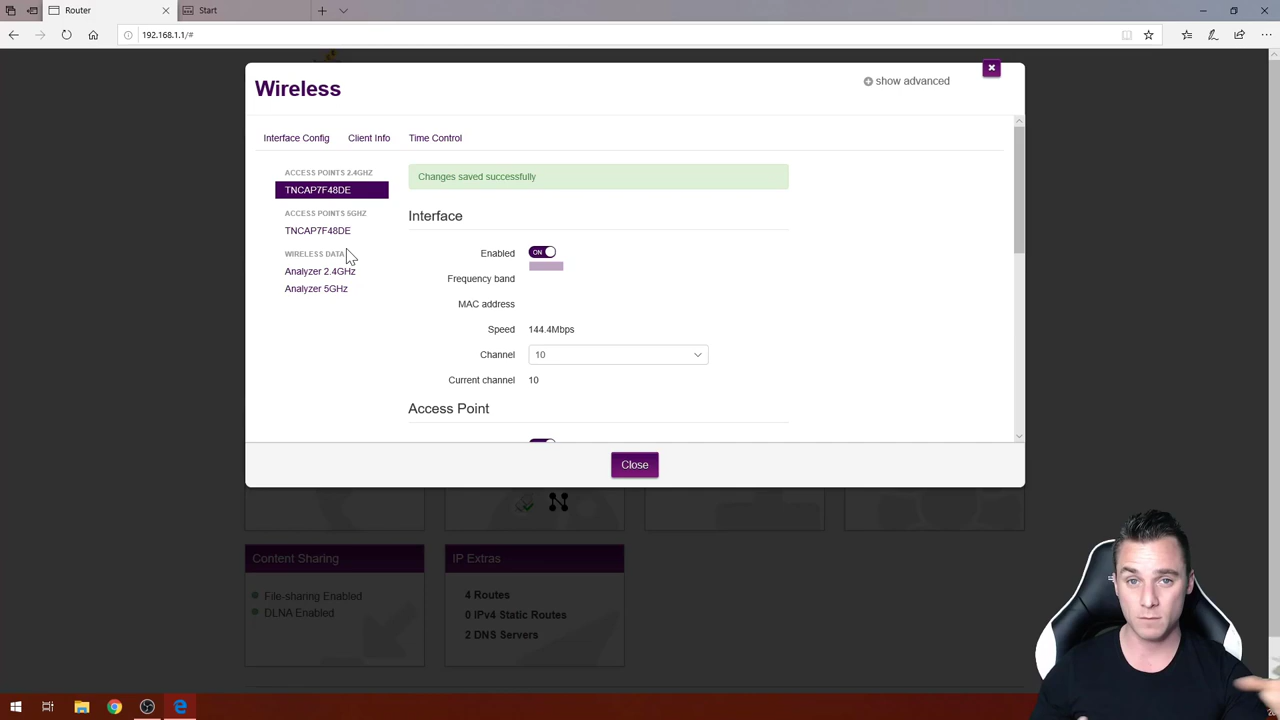 Router
Start
192.168.1.1/#
Wireless
show advanced
Interface Config
Client Info
Time Control
ACCESS POINTS 2.4GHZ
TNCAP7F48DE
ACCESS POINTS 5GHZ
TNCAP7F48DE
WIRELESS DATA
Analyzer 2.4GHz
Analyzer 5GHz
Changes saved successfully
Interface
Enabled
ON
Frequency band
MAC address
Speed
144.4Mbps
Channel
10
Current channel
10
Access Point
Close
Content Sharing
File-sharing Enabled
DLNA Enabled
IP Extras
4 Routes
0 IPv4 Static Routes
2 DNS Servers